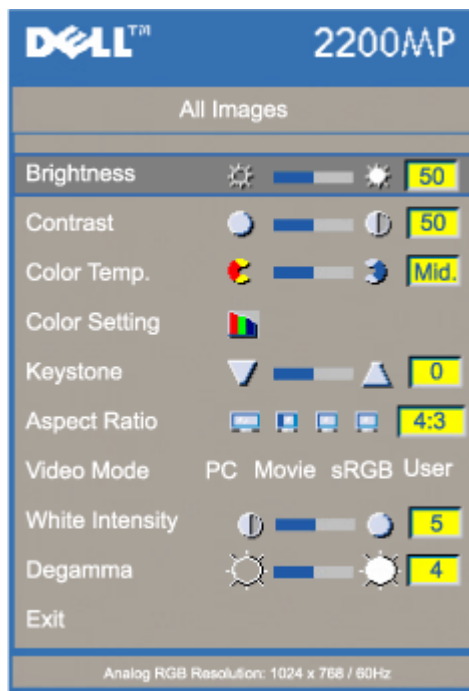 DELL™ 2200MP
All Images
Brightness 50
Contrast 50
Color Temp. Mid.
Color Setting
Keystone 0
Aspect Ratio 4:3
Video Mode PC Movie sRGB User
White Intensity 5
Degamma 4
Exit
Analog RGB Resolution: 1024 x 768 / 60Hz